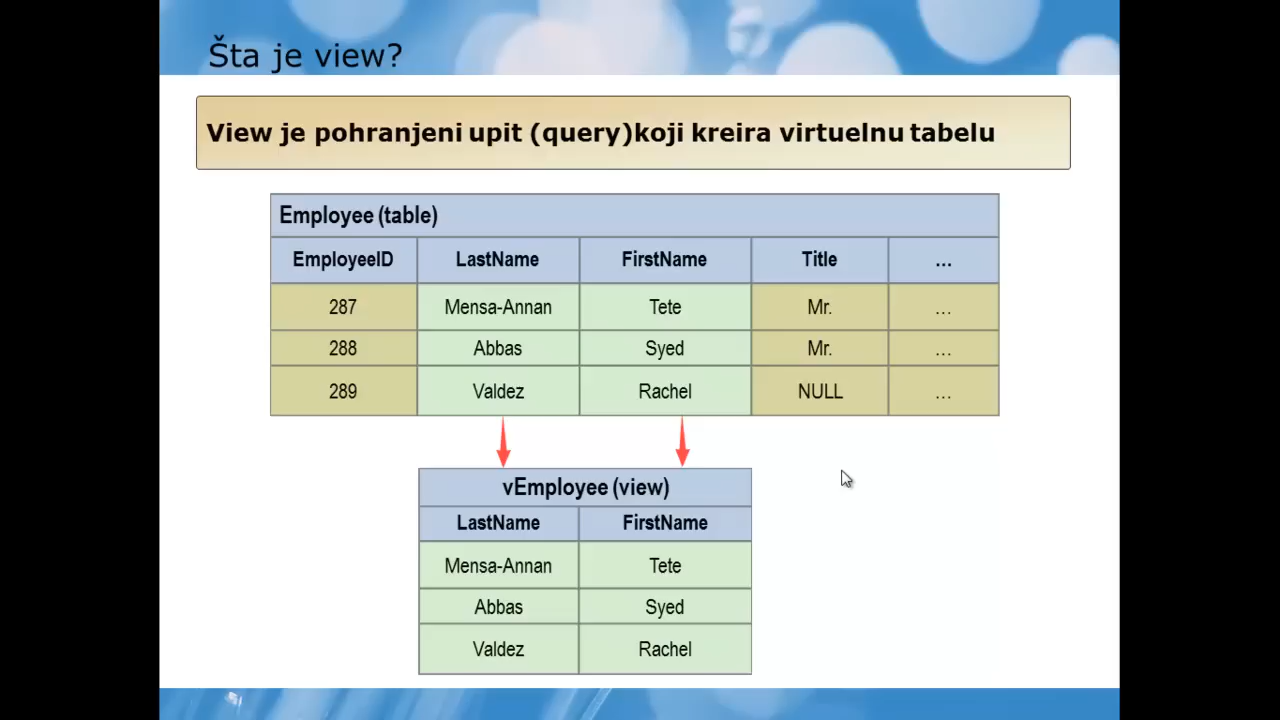 Šta je view?
View je pohranjeni upit (query)koji kreira virtuelnu tabelu
Employee (table)
EmployeeID LastName FirstName Title ...
287 Mensa-Annan Tete Mr. ...
288 Abbas Syed Mr. ...
289 Valdez Rachel NULL ...
vEmployee (view)
LastName FirstName
Mensa-Annan Tete
Abbas Syed
Valdez Rachel